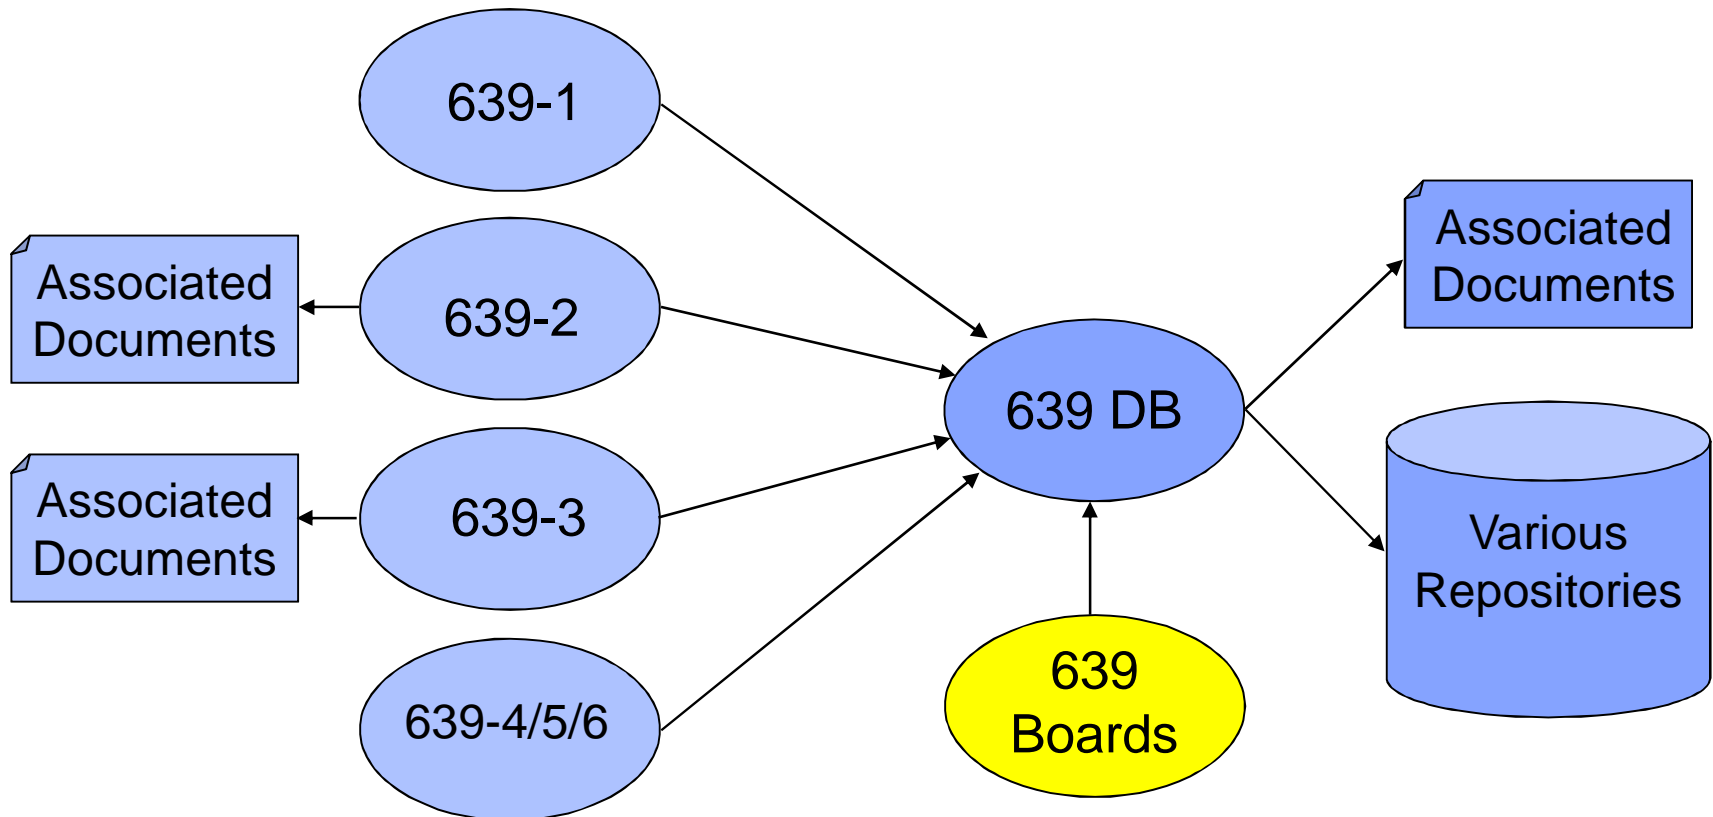 639-1
Associated
Documents
639-2
Associated
Documents
639-3
639-4/5/6
639 DB
639
Boards
Associated
Documents
Various
Repositories